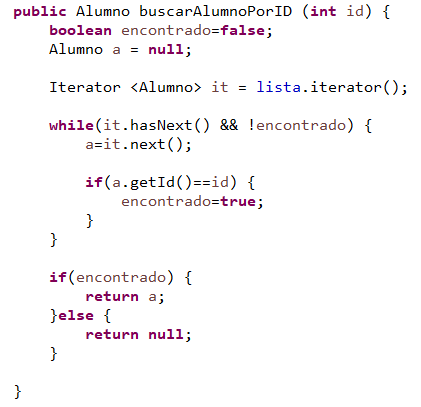 public Alumno buscarAlumnoPorID (int id) {
    boolean encontrado=false;
    Alumno a = null;

    Iterator <Alumno> it = lista.iterator();

    while(it.hasNext() && !encontrado) {
        a=it.next();

        if(a.getId()==id) {
            encontrado=true;
        }
    }

    if(encontrado) {
        return a;
    }else {
        return null;
    }

}